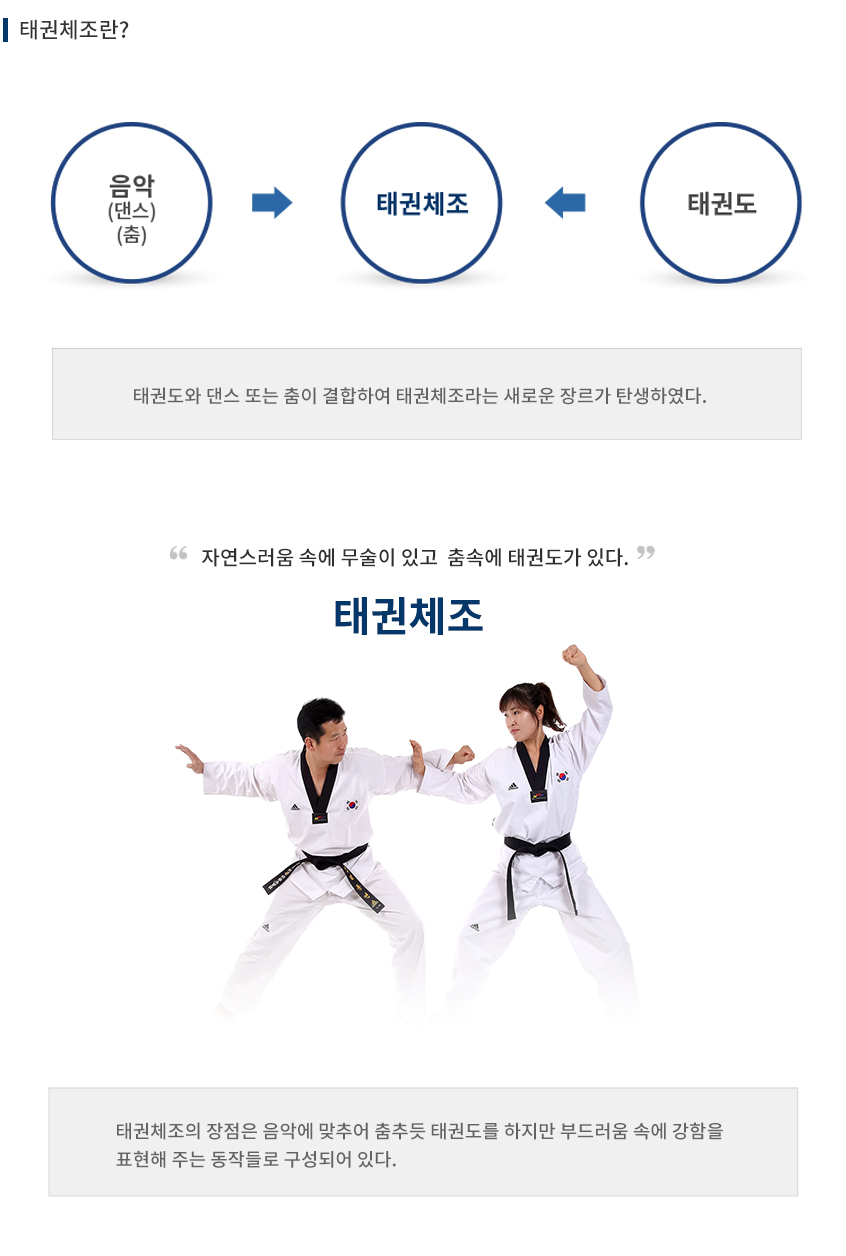 태권체조란?
음악
(댄스)
(춤)
태권체조
태권도
태권도와 댄스 또는 춤이 결합하여 태권체조라는 새로운 장르가 탄생하였다.
“ 자연스러움 속에 무술이 있고 춤속에 태권도가 있다. ”
태권체조
태권체조의 장점은 음악에 맞추어 춤추듯 태권도를 하지만 부드러움 속에 강함을
표현해 주는 동작들로 구성되어 있다.